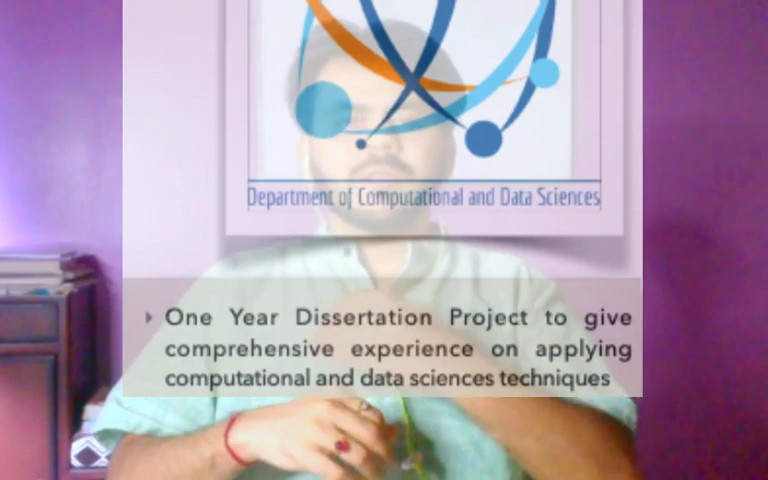 Department of Computational and Data Sciences
One Year Dissertation Project to give
comprehensive experience on applying
computational and data sciences techniques